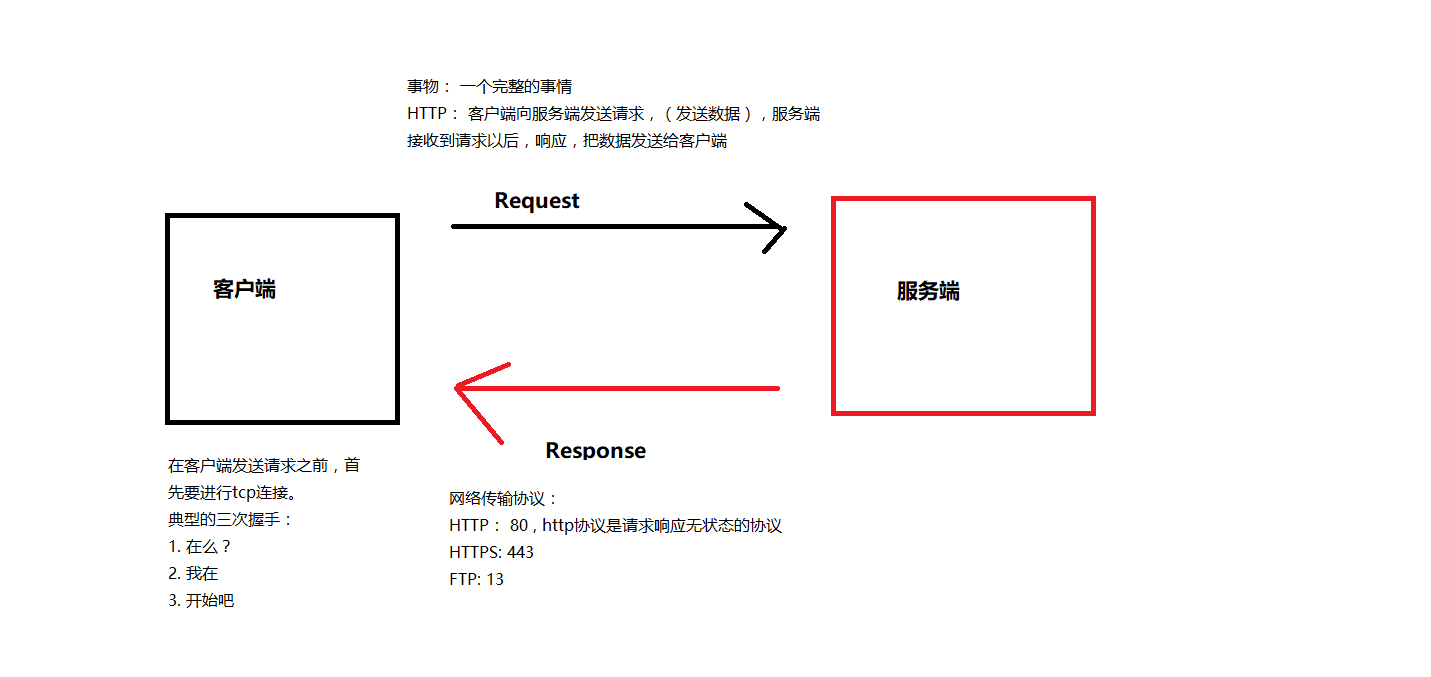 事物： 一个完整的事情
HTTP： 客户端向服务端发送请求，（发送数据），服务端
接收到请求以后，响应，把数据发送给客户端
Request
客户端
服务端
Response
在客户端发送请求之前，首
先要进行tcp连接。
典型的三次握手：
1. 在么？
2. 我在
3. 开始吧
网络传输协议：
HTTP： 80 , http协议是请求响应无状态的协议
HTTPS: 443
FTP: 13